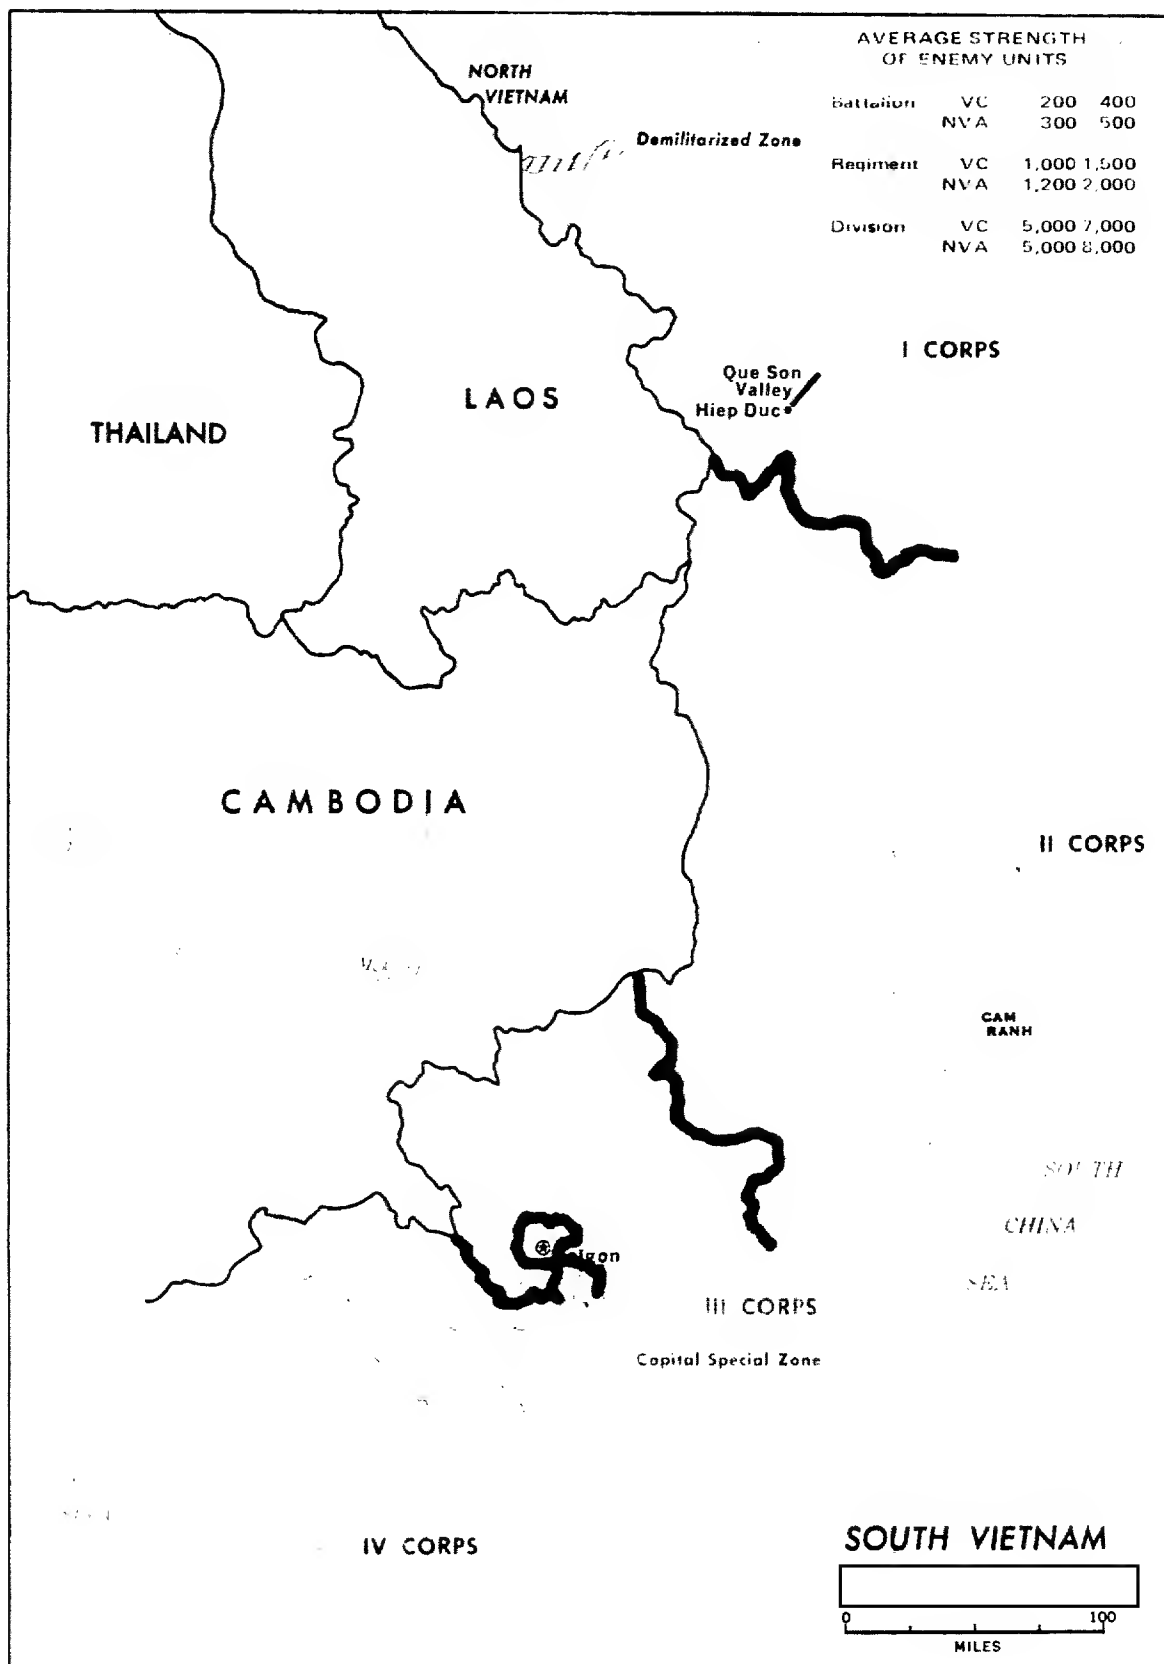 AVERAGE STRENGTH
OF ENEMY UNITS
Battalion VC 200 400
NVA 300 500
Regiment VC 1,000 1,500
NVA 1,200 2,000
Division VC 5,000 7,000
NVA 5,000 8,000
NORTH
VIETNAM
Demilitarized Zone
I CORPS
Que Son
Valley
Hiep Duc
LAOS
THAILAND
CAMBODIA
II CORPS
CAM
RANH
SOUTH
CHINA
SEA
III CORPS
Capital Special Zone
IV CORPS
SOUTH VIETNAM
0 100
MILES